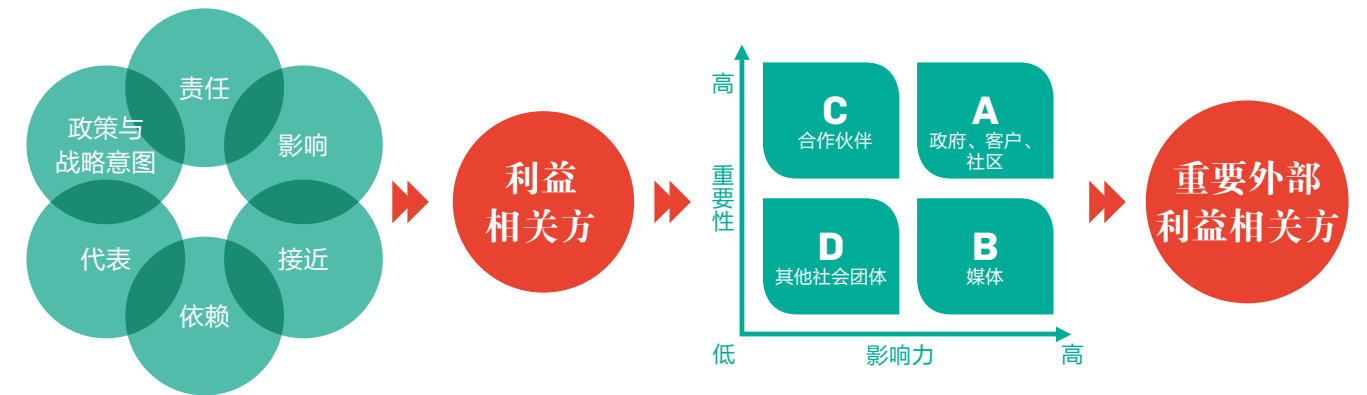 责任
政策与
战略意图
影响
代表
接近
依赖
利益
相关方
高
重要性
低
影响力
高
C
合作伙伴
A
政府、客户、
社区
D
其他社会团体
B
媒体
重要外部
利益相关方